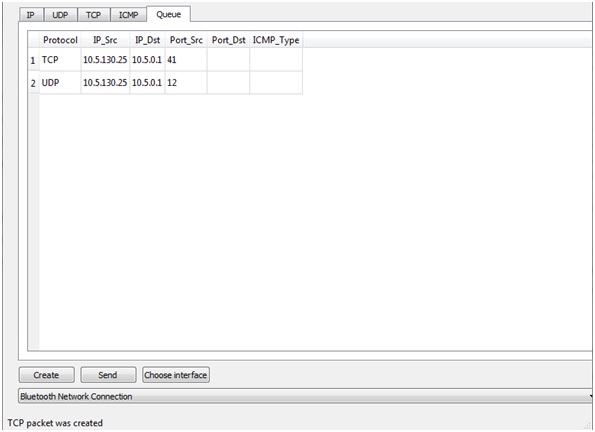 IP UDP TCP ICMP Queue
Protocol IP_Src IP_Dst Port_Src Port_Dst ICMP_Type
1 TCP 10.5.130.25 10.5.0.1 41
2 UDP 10.5.130.25 10.5.0.1 12
Create Send Choose interface
Bluetooth Network Connection
TCP packet was created